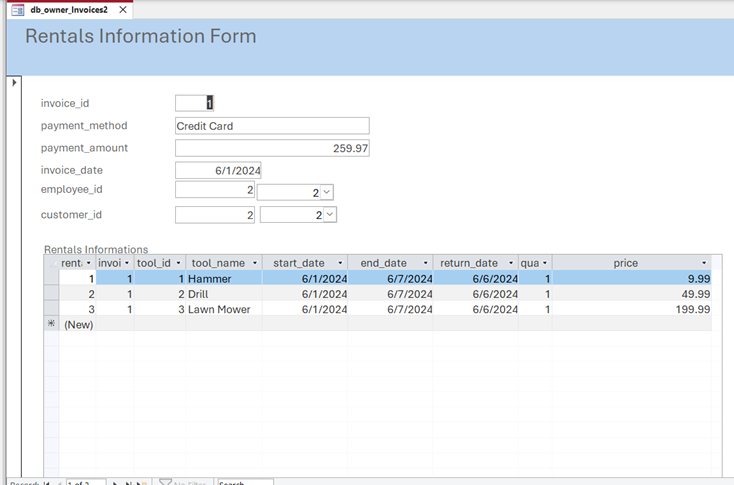 db_owner_Invoices2
Rentals Information Form
invoice_id 1
payment_method Credit Card
payment_amount 259.97
invoice_date 6/1/2024
employee_id 2 2
customer_id 2 2
Rentals Informations
renta invoi tool_id tool_name start_date end_date return_date qua price
1 1 1 Hammer 6/1/2024 6/7/2024 6/6/2024 1 9.99
2 1 2 Drill 6/1/2024 6/7/2024 6/6/2024 1 49.99
3 1 3 Lawn Mower 6/1/2024 6/7/2024 6/6/2024 1 199.99
(New)
Record: 1 of 2 No Filter Search